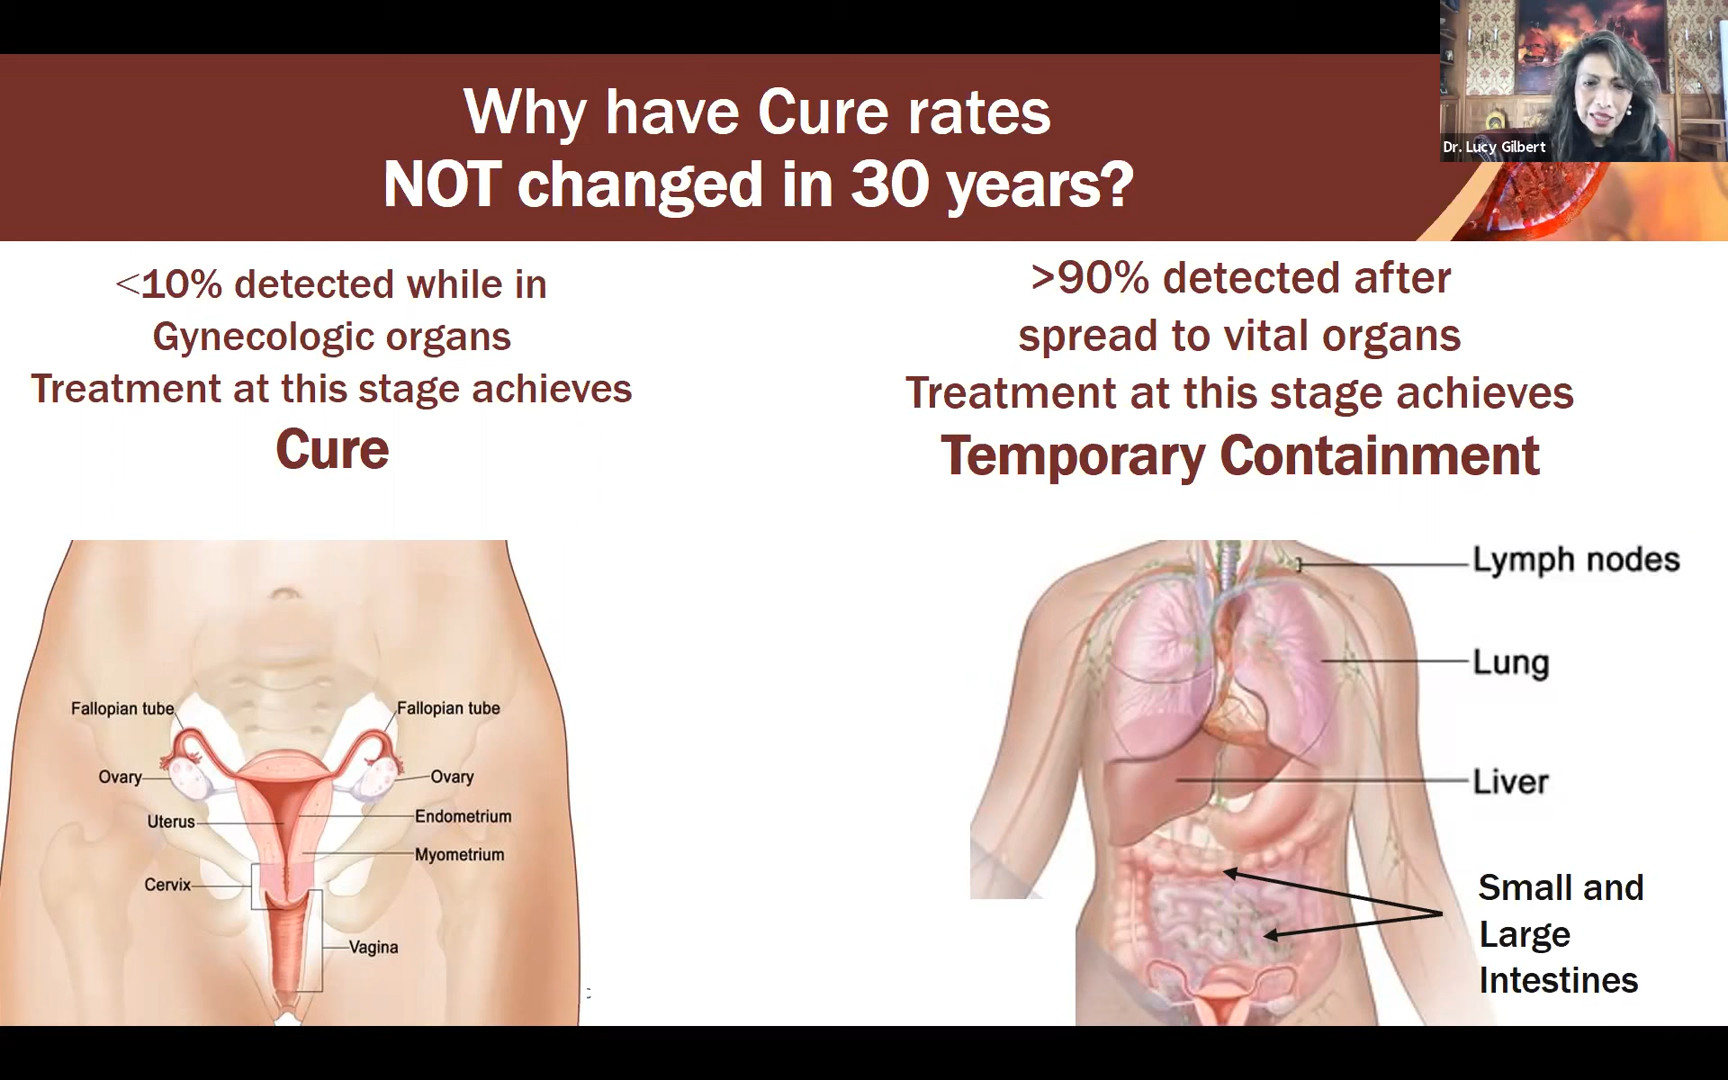 Why have Cure rates
NOT changed in 30 years?
Dr. Lucy Gilbert
<10% detected while in
Gynecologic organs
Treatment at this stage achieves
Cure
>90% detected after
spread to vital organs
Treatment at this stage achieves
Temporary Containment
Fallopian tube
Fallopian tube
Ovary
Ovary
Uterus
Endometrium
Myometrium
Cervix
Vagina
Lymph nodes
Lung
Liver
Small and
Large
Intestines